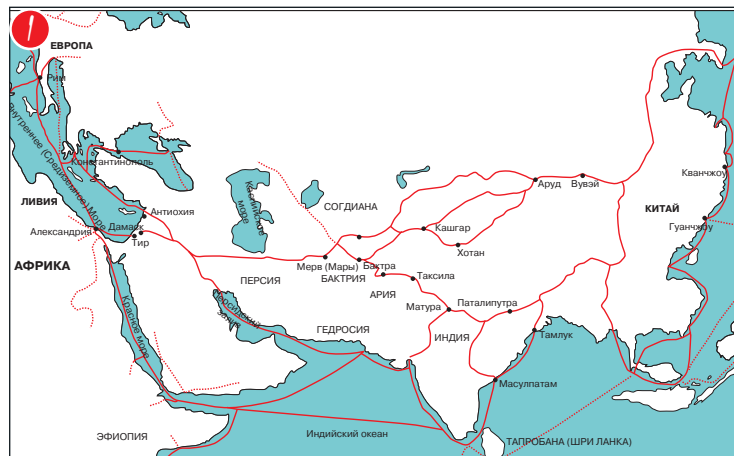 ЕВРОПА
Рим
Внутреннее (Средиземное) Море
Константинополь
Каспийское
море
СОГДИАНА
Аруд
Вувэй
Кванчжоу
ЛИВИЯ
Антиохия
КИТАЙ
Александрия
Дамаск
Тир
Кашгар
Гуанчжоу
Хотан
АФРИКА
Мерв (Мары)
Бактра
ПЕРСИЯ
БАКТРИЯ
Таксила
АРИЯ
Красное море
Персидский
залив
Матура
Паталипутра
ГЕДРОСИЯ
ИНДИЯ
Тамлук
Масулпатам
ЭФИОПИЯ
Индийский океан
ТАПРОБАНА (ШРИ ЛАНКА)